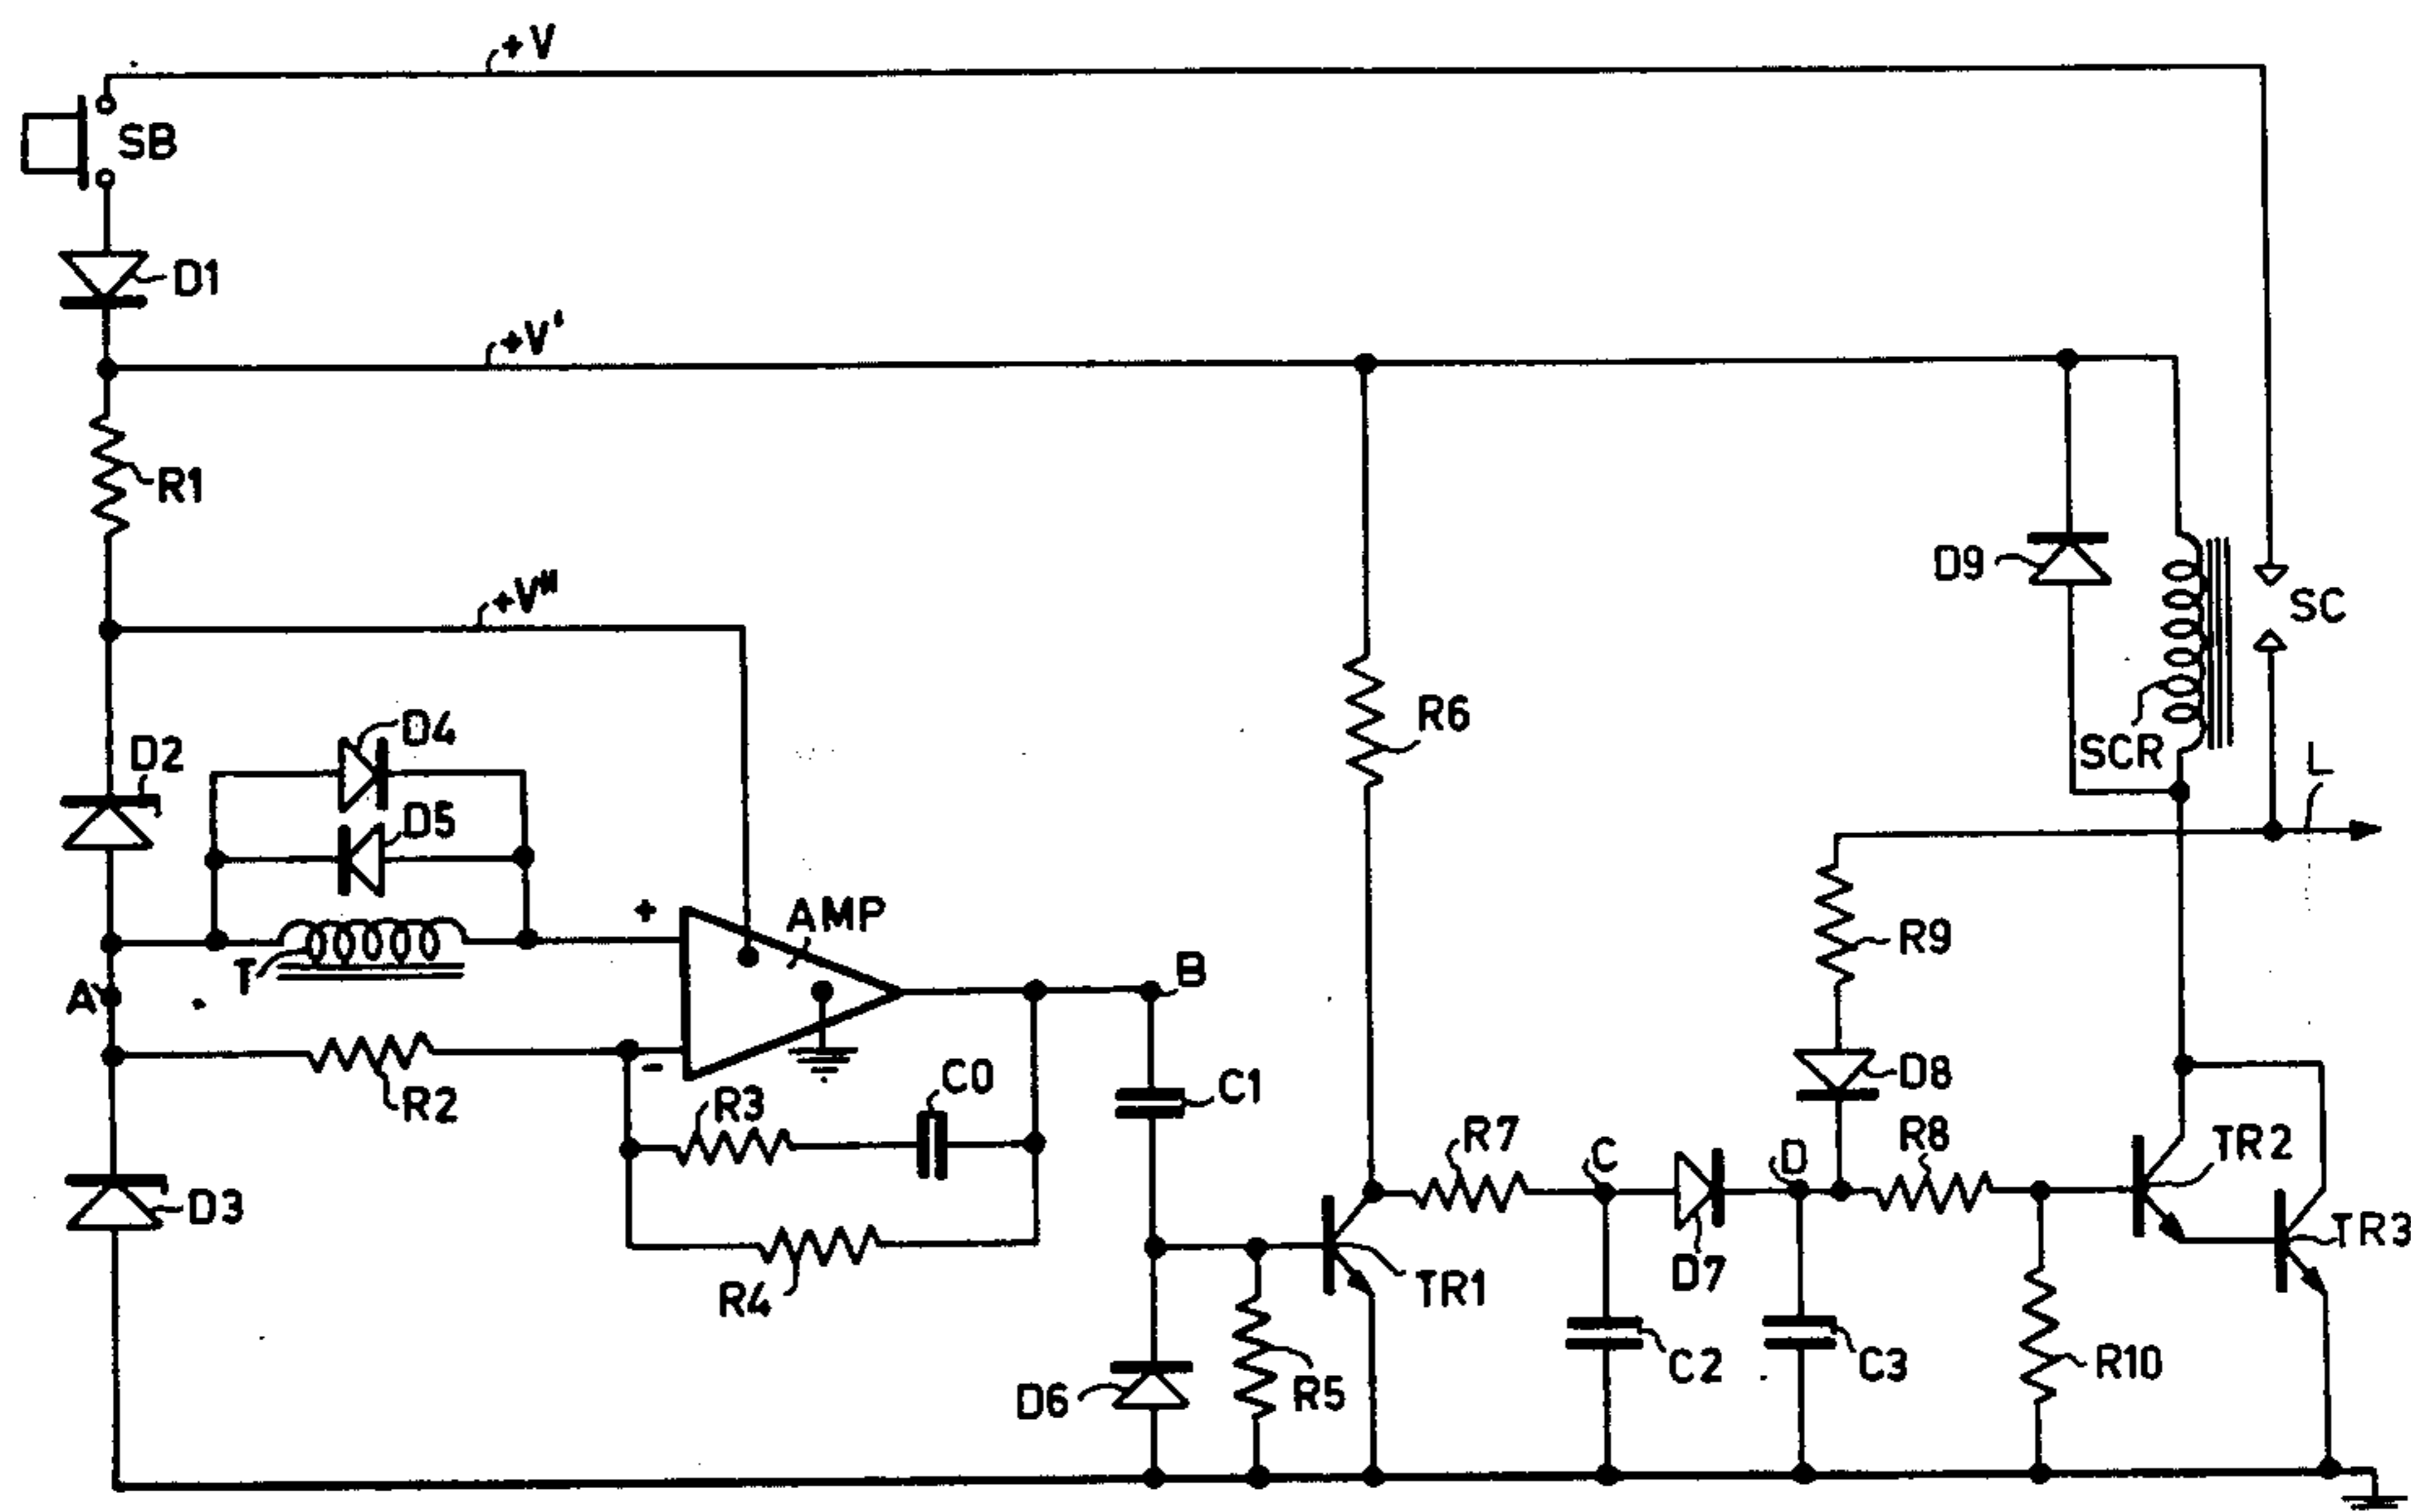 +V
SB
D1
+V'
R1
+V"
D9
SC
R6
D4
D2
SCR
L
D5
+
AMP
R9
T
B
A
C0
C1
D8
-
R3
R2
R7
C
D
R8
TR2
D3
TR3
D7
R4
TR1
C2
C3
R10
D6
R5